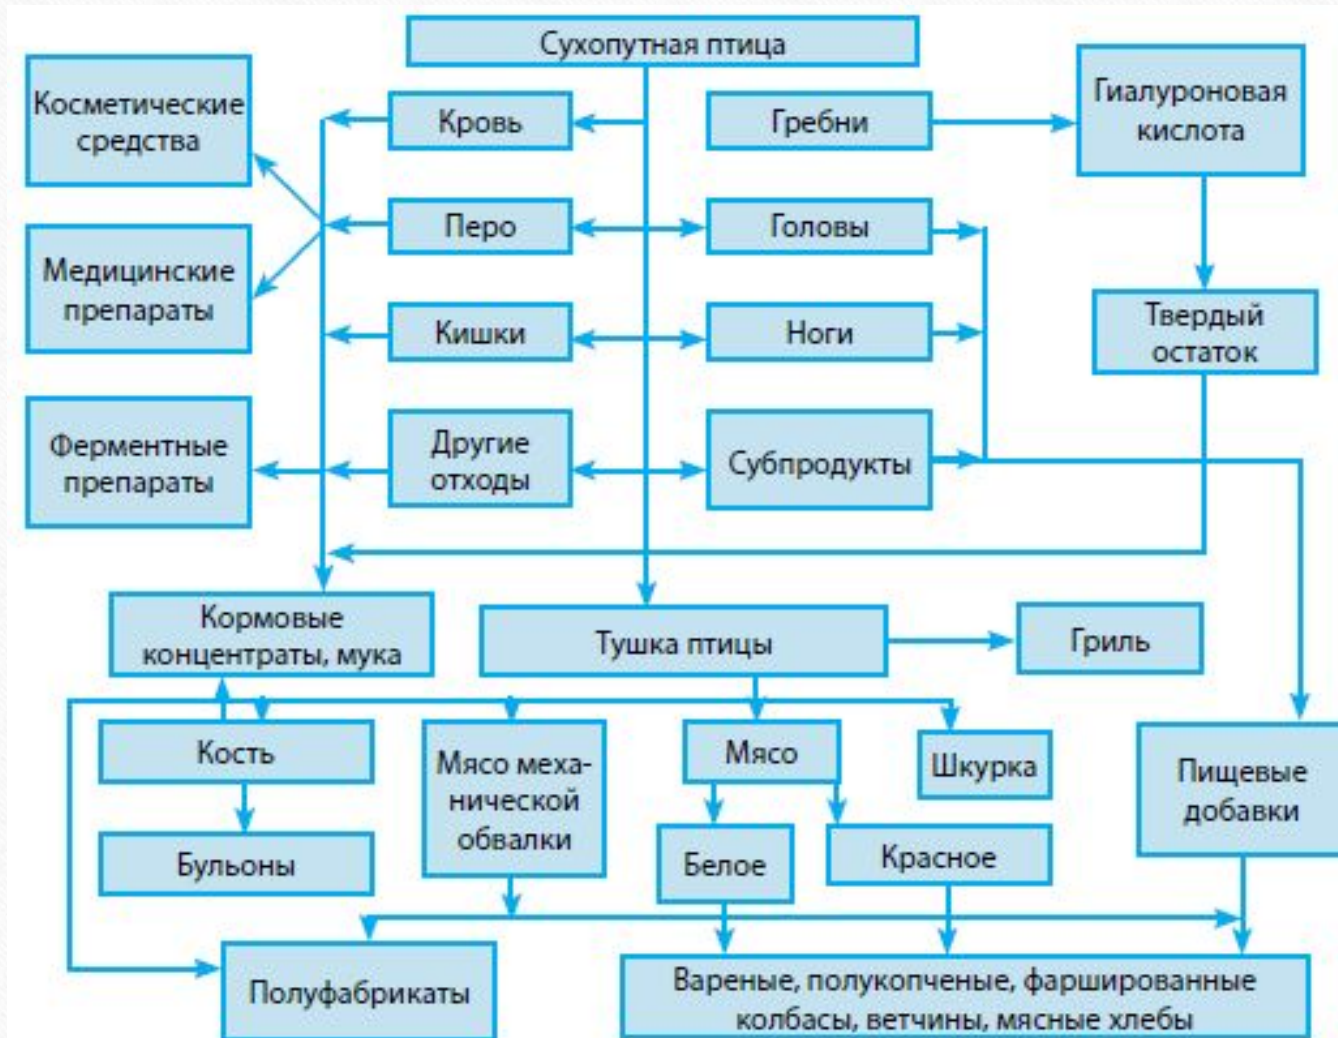 Сухопутная птица
Косметические
средства
Кровь
Гребни
Гиалуроновая
кислота
Перо
Головы
Медицинские
препараты
Кишки
Ноги
Твердый
остаток
Ферментные
препараты
Другие
отходы
Субпродукты
Кормовые
концентраты, мука
Тушка птицы
Гриль
Кость
Мясо меха-
нической
обвалки
Мясо
Шкурка
Пищевые
добавки
Бульоны
Белое
Красное
Полуфабрикаты
Вареные, полукопченые, фаршированные
колбасы, ветчины, мясные хлебы